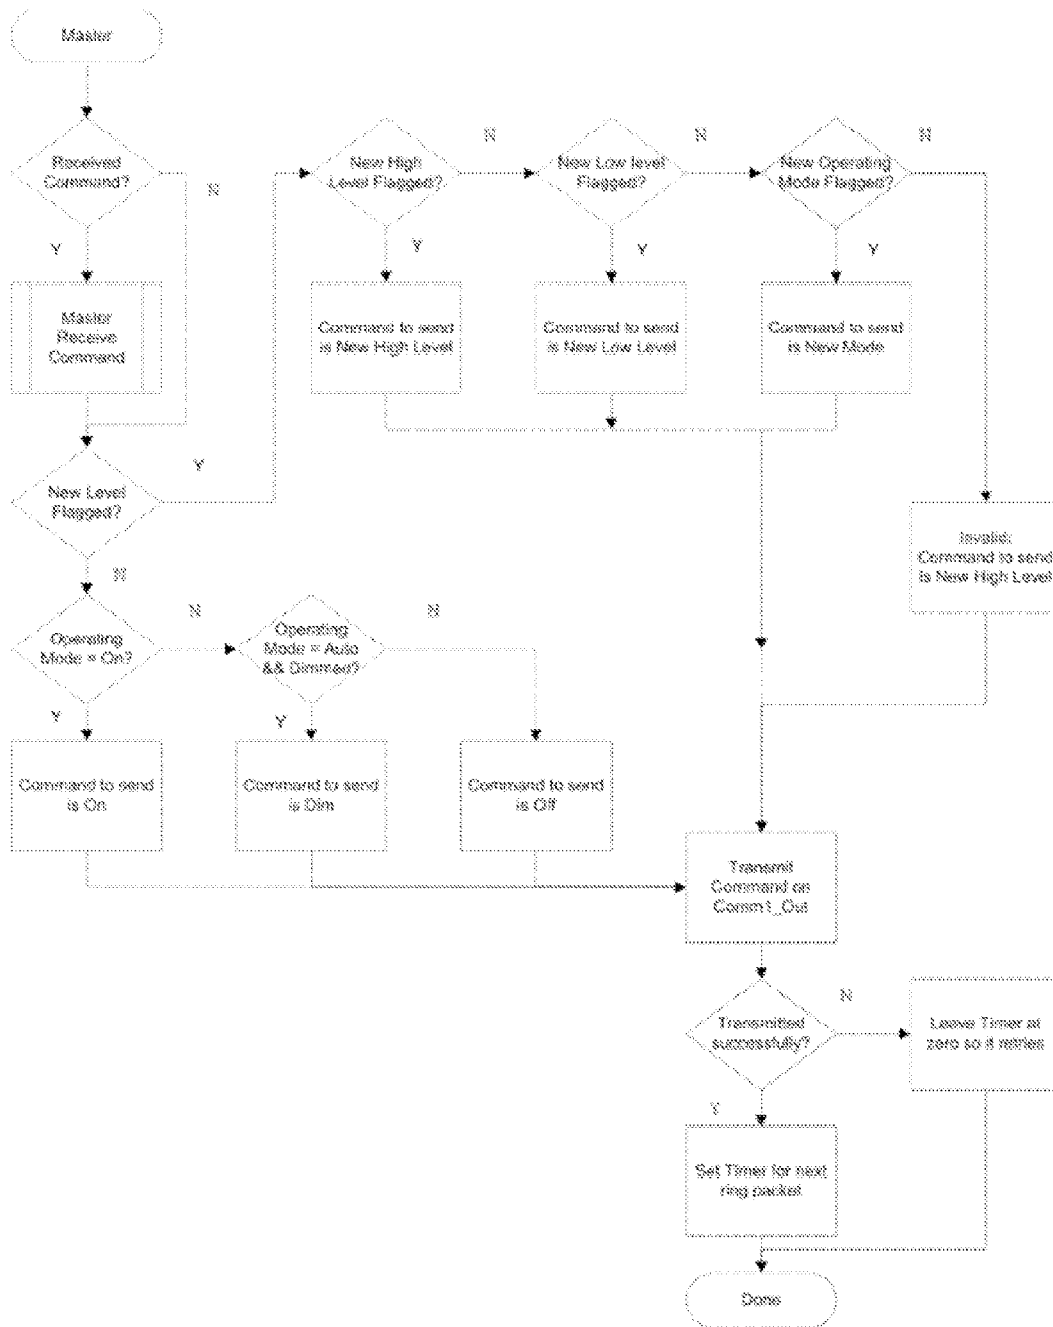 Master
Received
Command?
N
Y
Master
Receive
Command
New Level
Flagged?
Y
N
New High
Level Flagged?
N
Y
New Low level
Flagged?
N
Y
New Operating
Mode Flagged?
N
Y
Command to send
is New High Level
Command to send
is New Low Level
Command to send
is New Mode
Invalid:
Command to send
is New High Level
Operating
Mode = On?
N
Y
Operating
Mode = Auto
&& Dimmed?
N
Y
Command to send
is On
Command to send
is Dim
Command to send
is Off
Transmit
Command on
Comm1_Out
Transmitted
successfully?
N
Y
Leave Timer at
zero so it retries
Set Timer for next
ring packet
Done